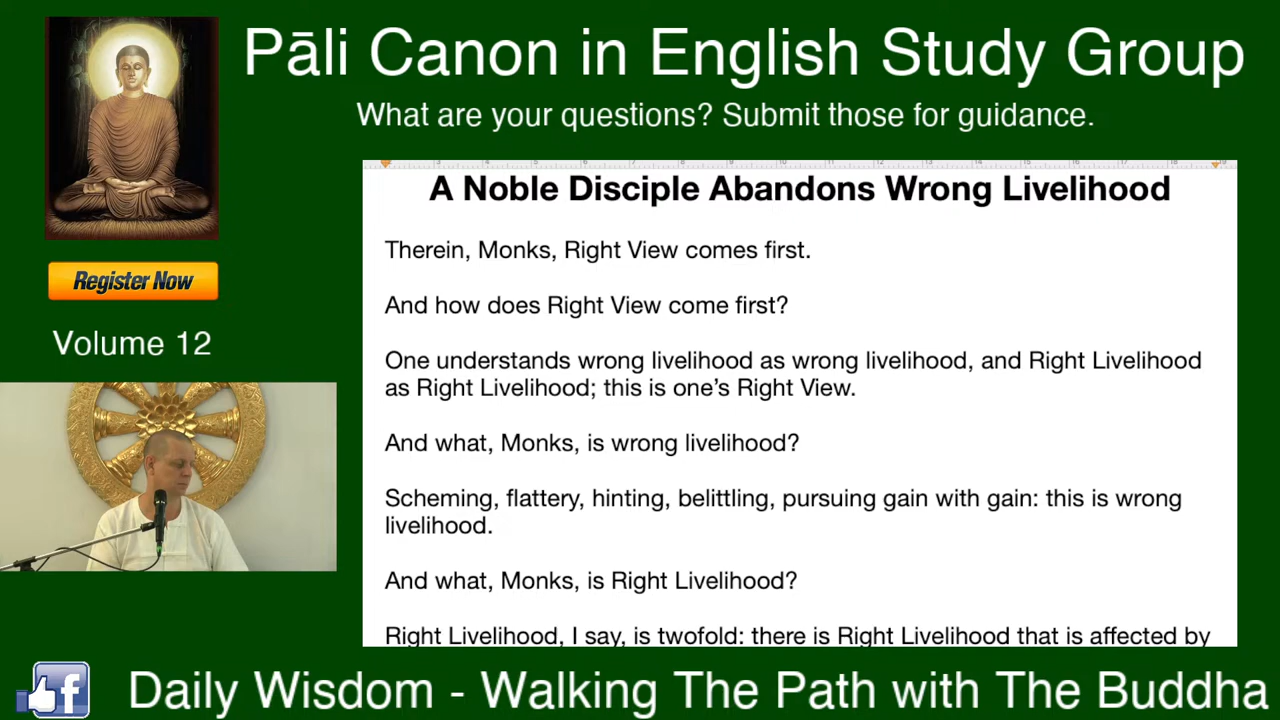 Pāli Canon in English Study Group
What are your questions? Submit those for guidance.
A Noble Disciple Abandons Wrong Livelihood
Therein, Monks, Right View comes first.
And how does Right View come first?
One understands wrong livelihood as wrong livelihood, and Right Livelihood
as Right Livelihood; this is one’s Right View.
And what, Monks, is wrong livelihood?
Scheming, flattery, hinting, belittling, pursuing gain with gain: this is wrong
livelihood.
And what, Monks, is Right Livelihood?
Right Livelihood, I say, is twofold: there is Right Livelihood that is affected by
Register Now
Volume 12
f
Daily Wisdom - Walking The Path with The Buddha